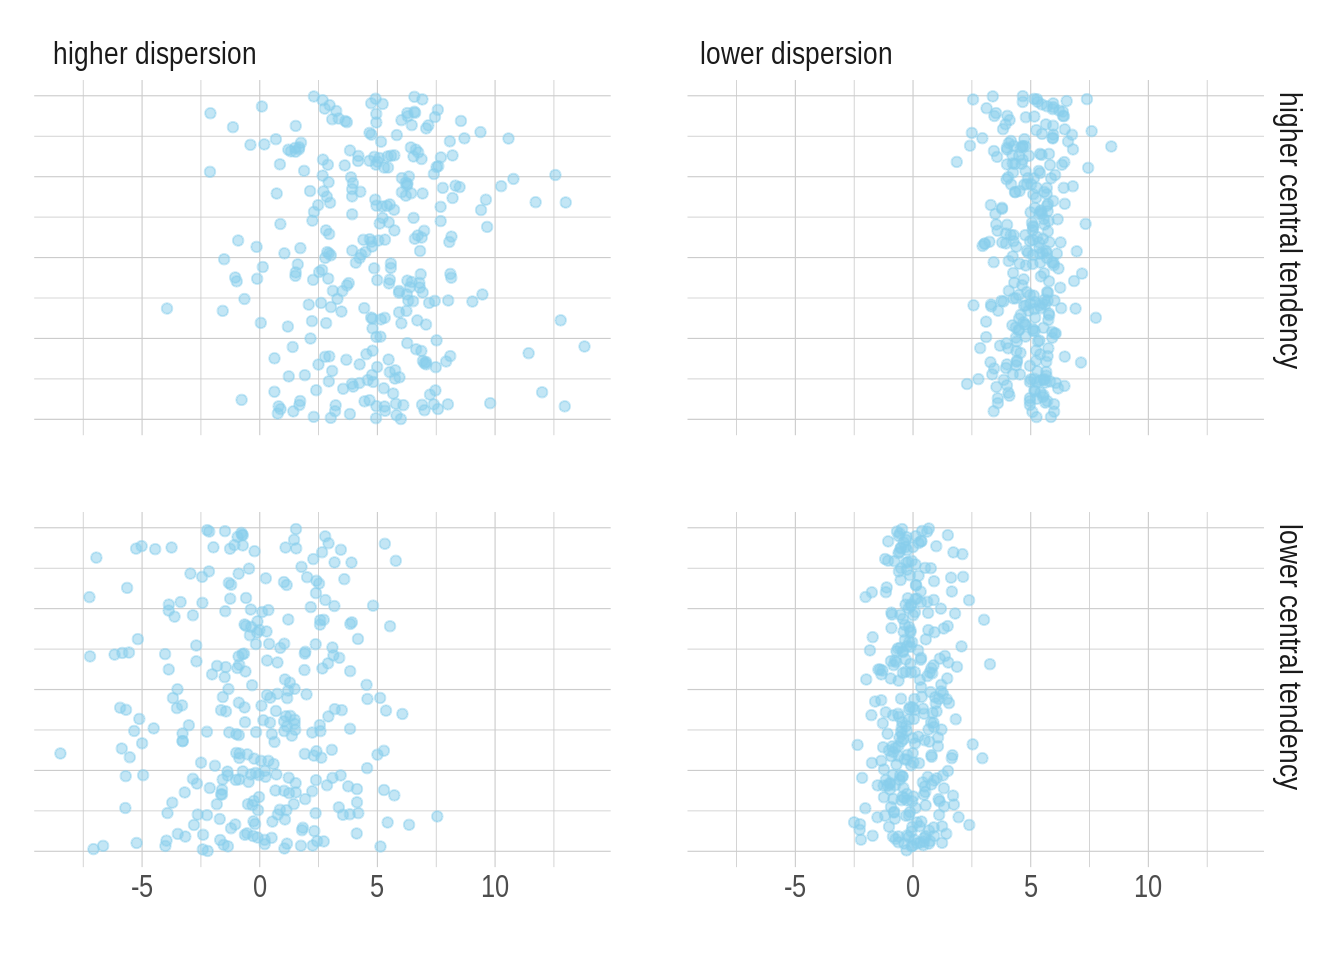 higher dispersion
lower dispersion
higher central tendency
lower central tendency
-5 0 5 10
-5 0 5 10